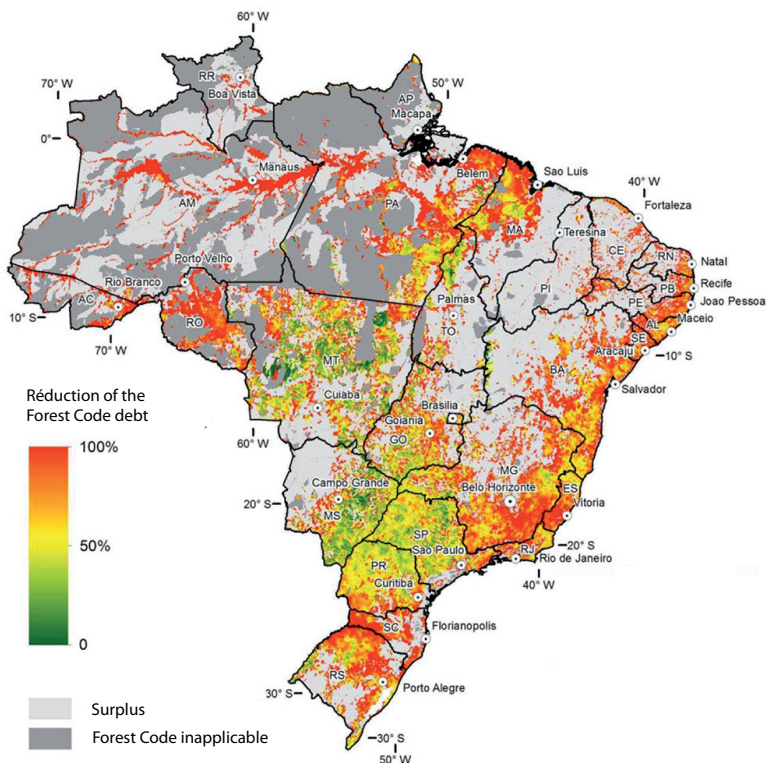 60° W
70° W
RR
Boa Vista
50° W
AP
Macapa
0°
Manaus
Belem
Sao Luis
40° W
Fortaleza
AM
PA
MA
Teresina
CE
RN
Natal
Porto Velho
Rio Branco
PI
PB
Recife
AC
Palmas
PE
Joao Pessoa
10° S
RO
TO
AL
Maceio
70° W
SE
MT
Aracaju
10° S
BA
Salvador
Réduction of the
Forest Code debt
Cuiaba
Brasilia
Goiania
100%
60° W
GO
MG
Campo Grande
Belo Horizonte
ES
20° S
MS
Vitoria
50%
SP
20° S
Sao Paulo
RJ
Rio de Janeiro
PR
40° W
Curitiba
0
SC
Florianopolis
RS
Porto Alegre
30° S
Surplus
Forest Code inapplicable
30° S
50° W